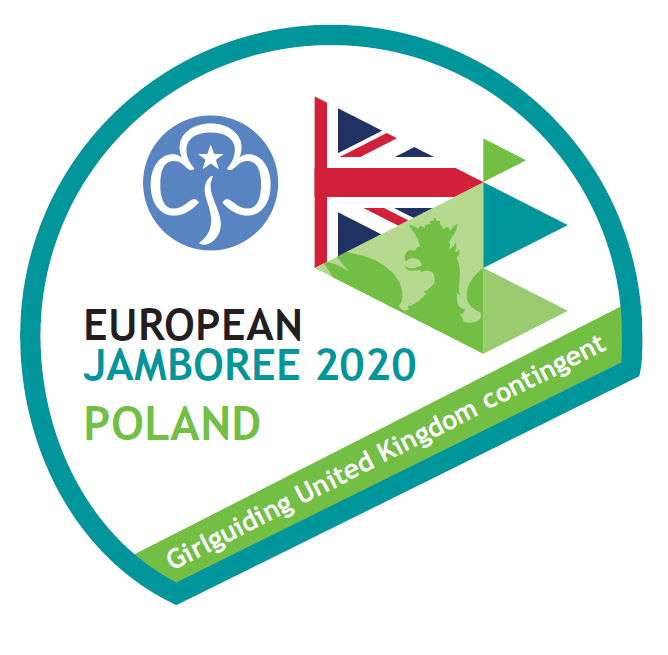 EUROPEAN
JAMBOREE 2020
POLAND
Girlguiding United Kingdom contingent